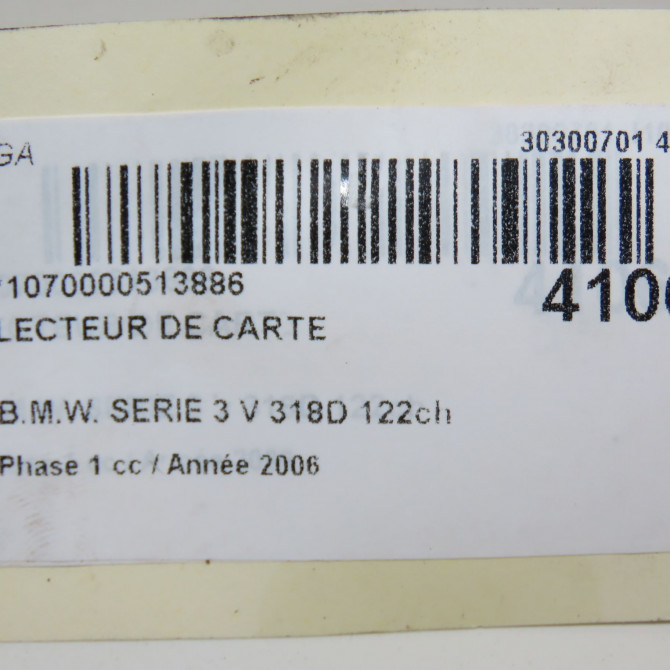 GA
30300701 4
*1070000513886
4100
LECTEUR DE CARTE
B.M.W. SERIE 3 V 318D 122ch
Phase 1 cc / Année 2006